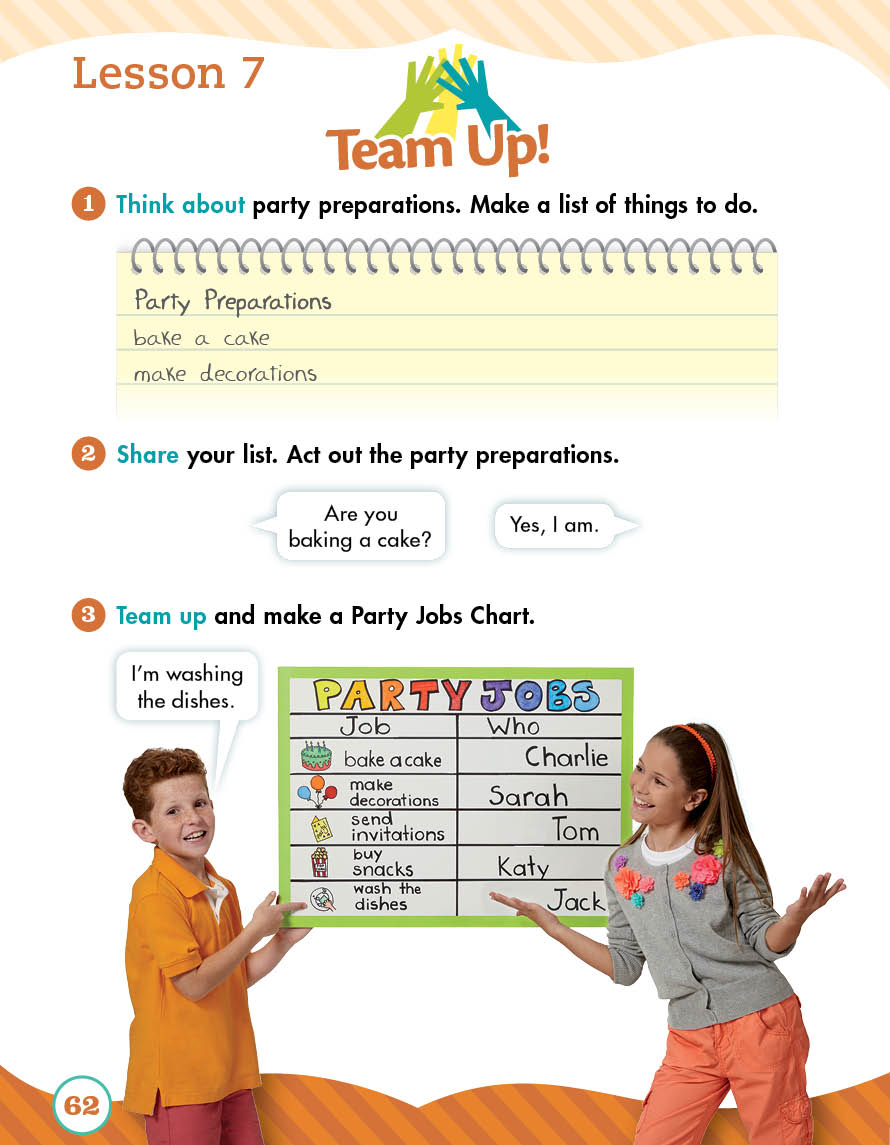 Lesson 7
Team Up!
1 Think about party preparations. Make a list of things to do.
Party Preparations
bake a cake
make decorations
2 Share your list. Act out the party preparations.
Are you
baking a cake?
Yes, I am.
3 Team up and make a Party Jobs Chart.
I'm washing
the dishes.
PARTY JOBS
Job Who
bake a cake Charlie
make
decorations Sarah
send
invitations Tom
buy
snacks Katy
wash the
dishes Jack
62